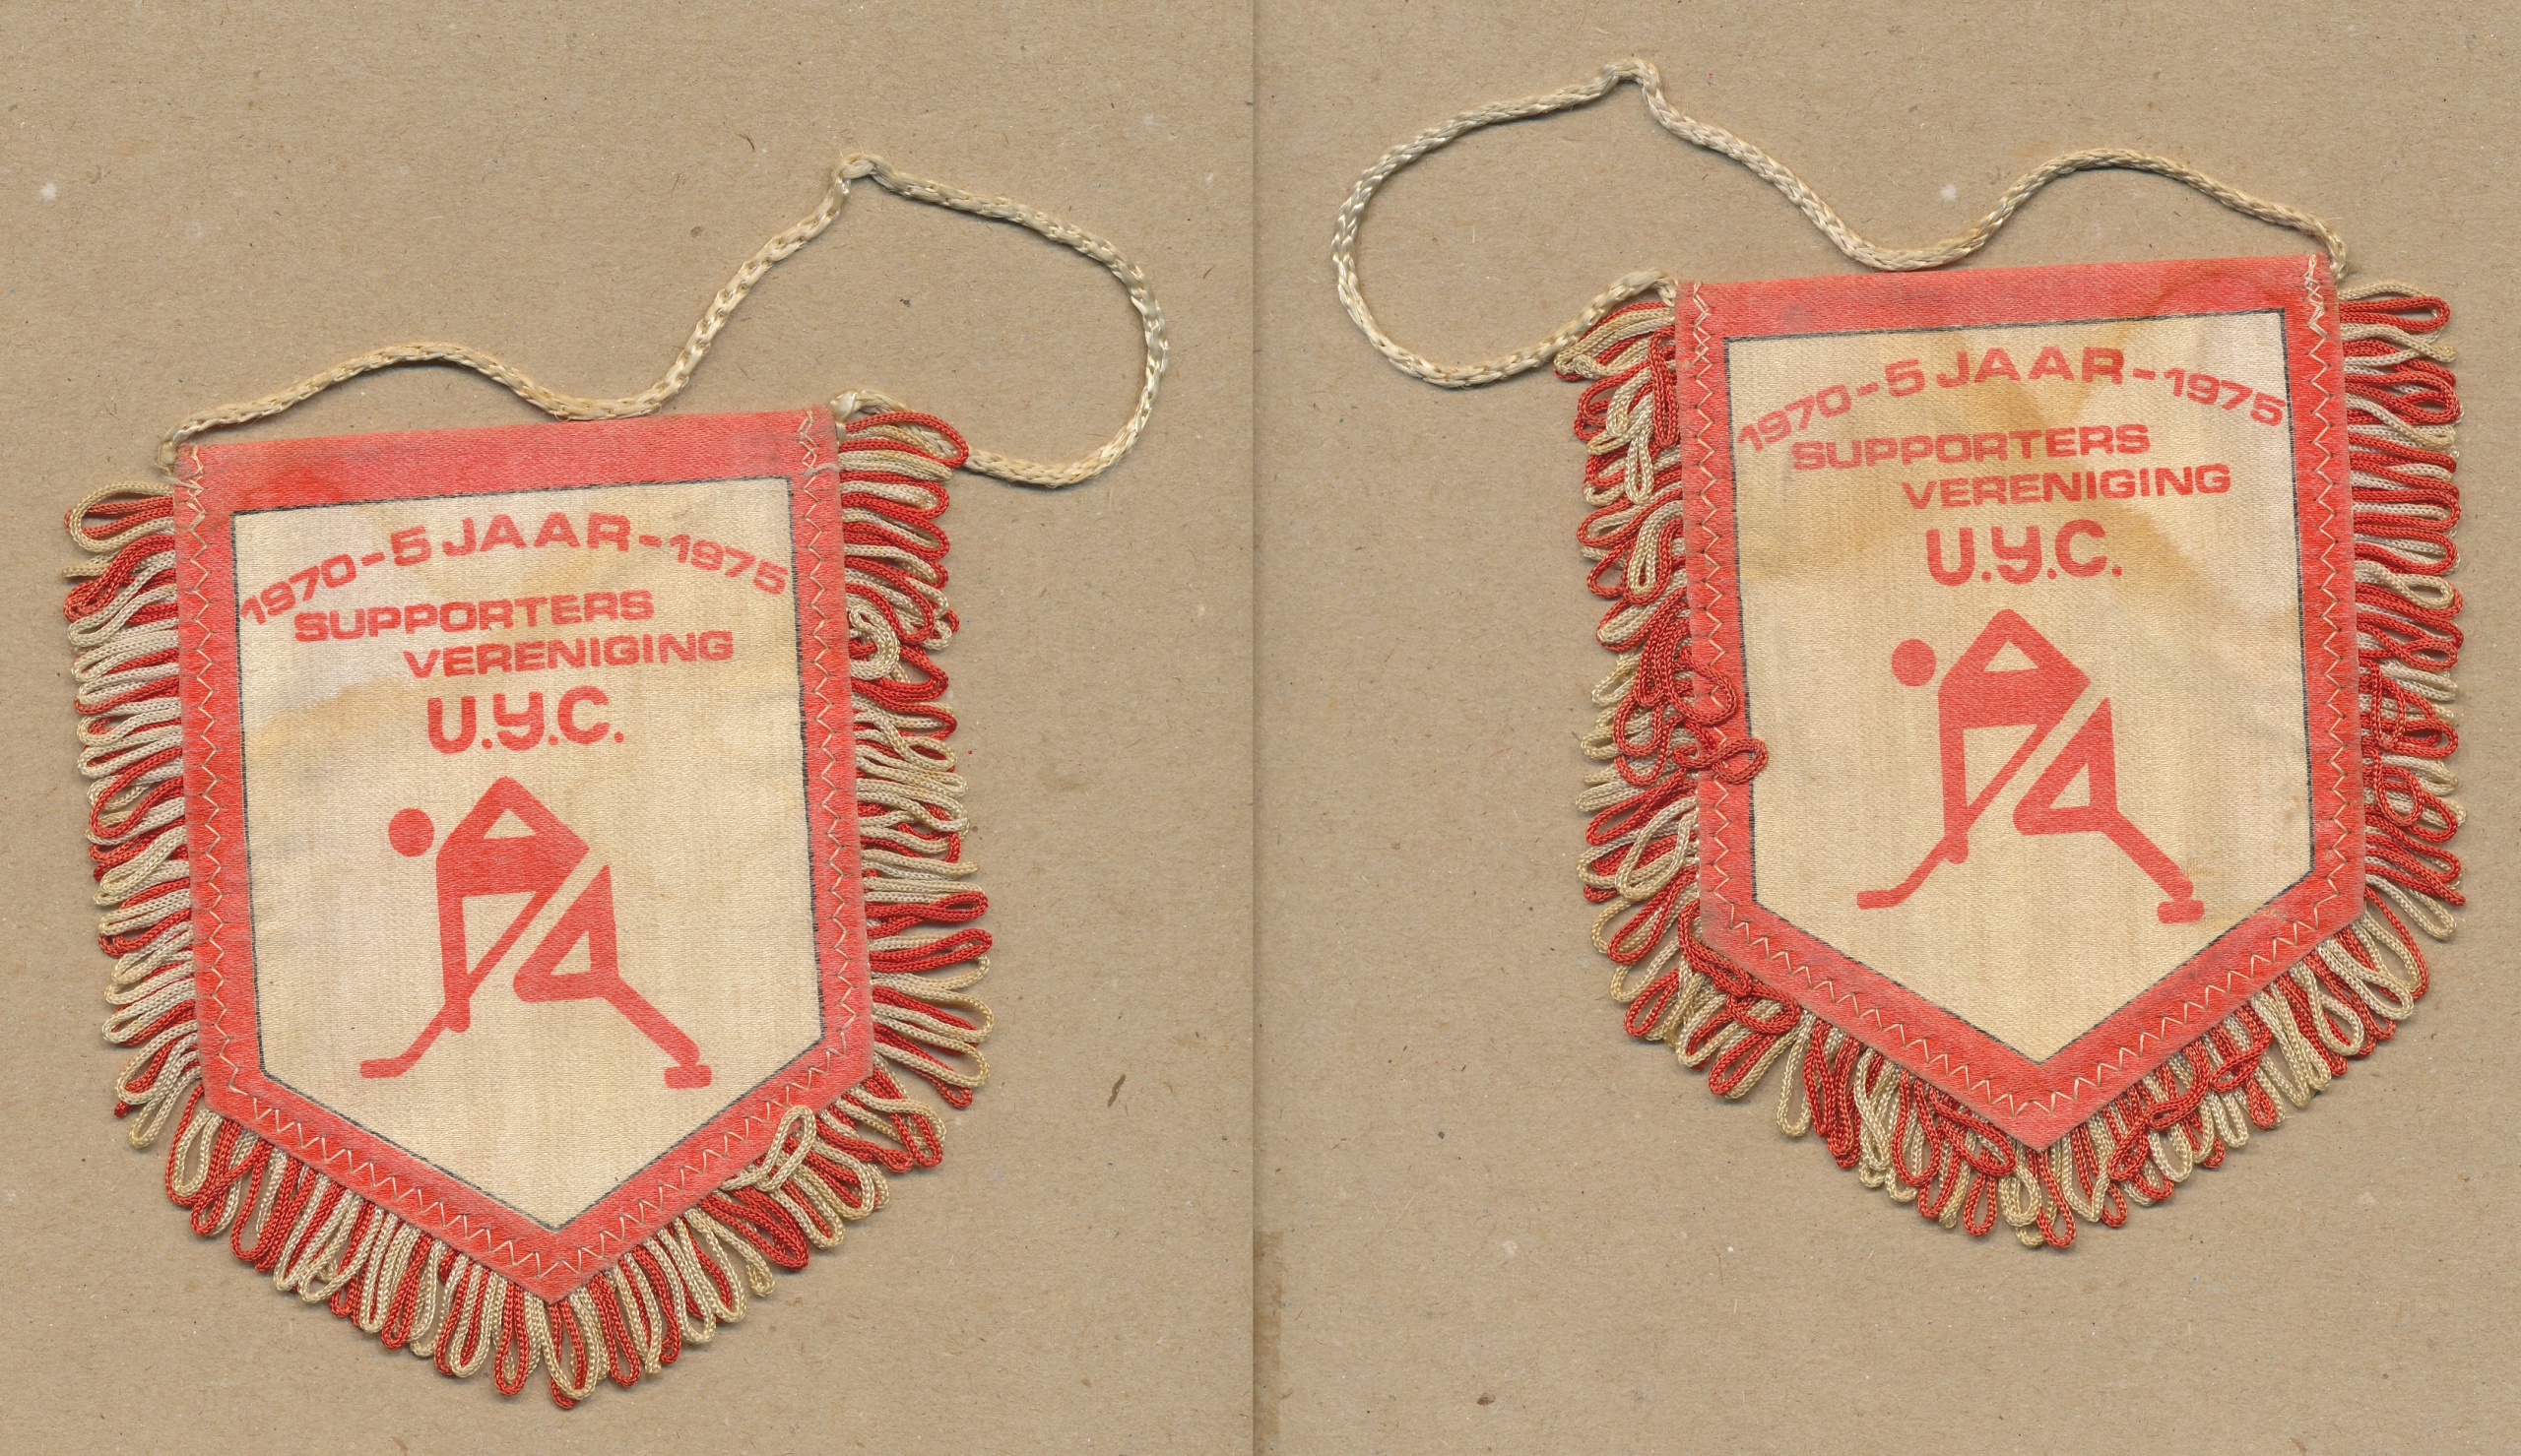 1970-5 JAAR-1975
SUPPORTERS
VERENIGING
U.Y.C.
1970-5 JAAR-1975
SUPPORTERS
VERENIGING
U.Y.C.